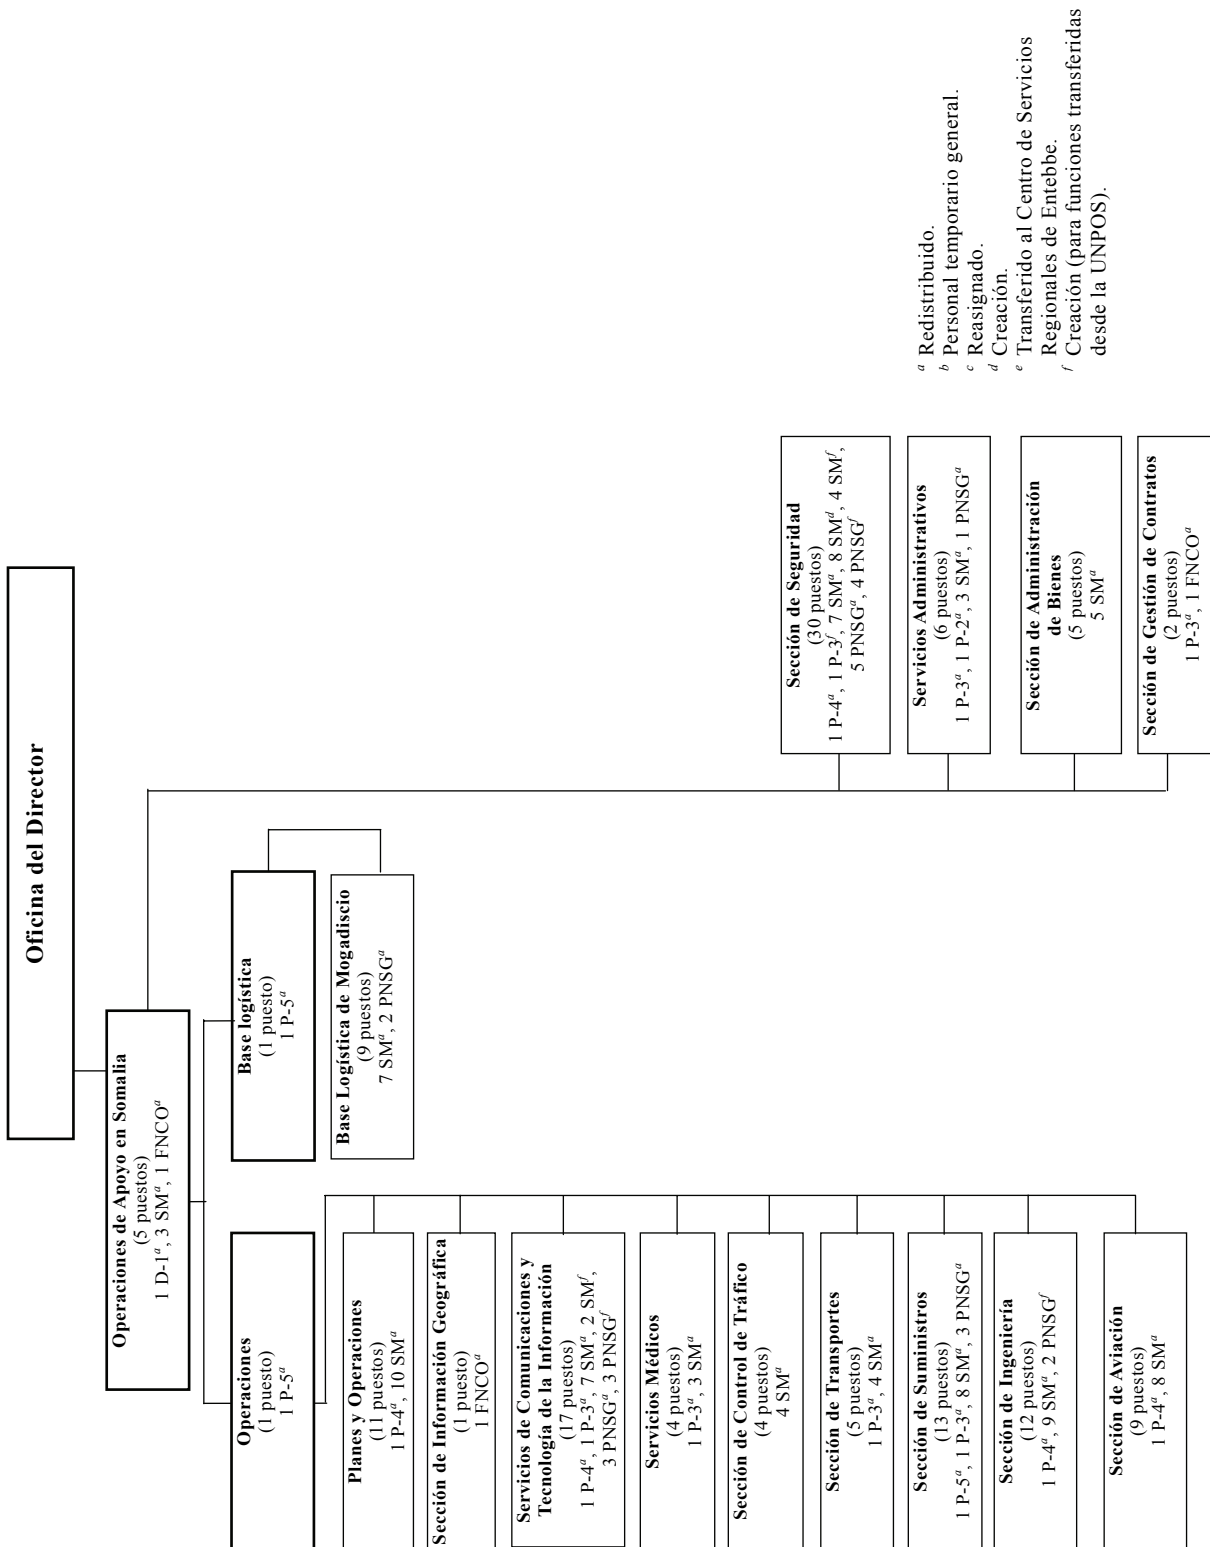 Oficina del Director
Operaciones de Apoyo en Somalia
(5 puestos)
1 D-1a, 3 SMa, 1 FNCOa
Operaciones
(1 puesto)
1 P-5a
Planes y Operaciones
(11 puestos)
1 P-4a, 10 SMa
Sección de Información Geográfica
(1 puesto)
1 FNCOa
Servicios de Comunicaciones y
Tecnología de la Información
(17 puestos)
1 P-4a, 1 P-3a, 7 SMa, 2 SMf,
3 PNSGa, 3 PNSGf
Servicios Médicos
(4 puestos)
1 P-3a, 3 SMa
Sección de Control de Tráfico
(4 puestos)
4 SMa
Sección de Transportes
(5 puestos)
1 P-3a, 4 SMa
Sección de Suministros
(13 puestos)
1 P-5a, 1 P-3a, 8 SMa, 3 PNSGa
Sección de Ingeniería
(12 puestos)
1 P-4a, 9 SMa, 2 PNSGf
Sección de Aviación
(9 puestos)
1 P-4a, 8 SMa
Base logística
(1 puesto)
1 P-5a
Base Logística de Mogadiscio
(9 puestos)
7 SMa, 2 PNSGa
Sección de Seguridad
(30 puestos)
1 P-4a, 1 P-3f, 7 SMa, 8 SMd, 4 SMf,
5 PNSGa, 4 PNSGf
Servicios Administrativos
(6 puestos)
1 P-3a, 1 P-2a, 3 SMa, 1 PNSGa
Sección de Administración
de Bienes
(5 puestos)
5 SMa
Sección de Gestión de Contratos
(2 puestos)
1 P-3a, 1 FNCOa
a Redistribuido.
b Personal temporario general.
c Reasignado.
d Creación.
e Transferido al Centro de Servicios
Regionales de Entebbe.
f Creación (para funciones transferidas
desde la UNPOS).